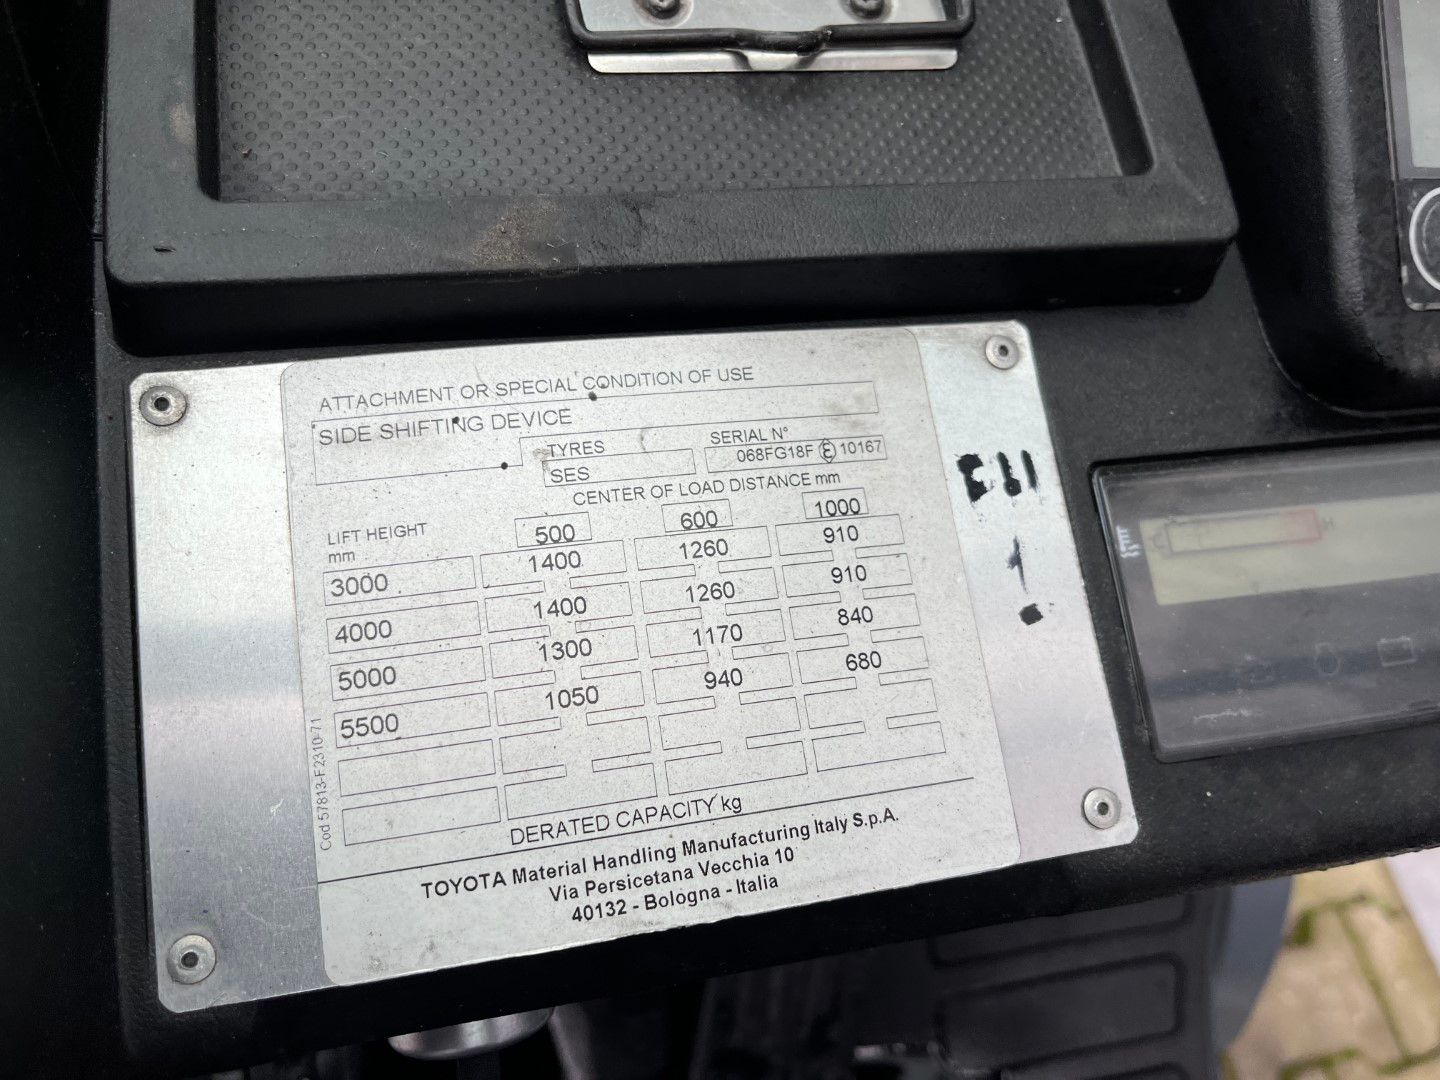 ATTACHMENT OR SPECIAL CONDITION OF USE
SIDE SHIFTING DEVICE
TYRES
SES
SERIAL N°
068FG18F E 10167
CENTER OF LOAD DISTANCE mm
LIFT HEIGHT
mm
500 600 1000
3000 1400 1260 910
4000 1400 1260 910
5000 1300 1170 840
5500 1050 940 680
DERATED CAPACITY kg
Cod 57813-F2310-71
TOYOTA Material Handling Manufacturing Italy S.p.A.
Via Persicetana Vecchia 10
40132 - Bologna - Italia